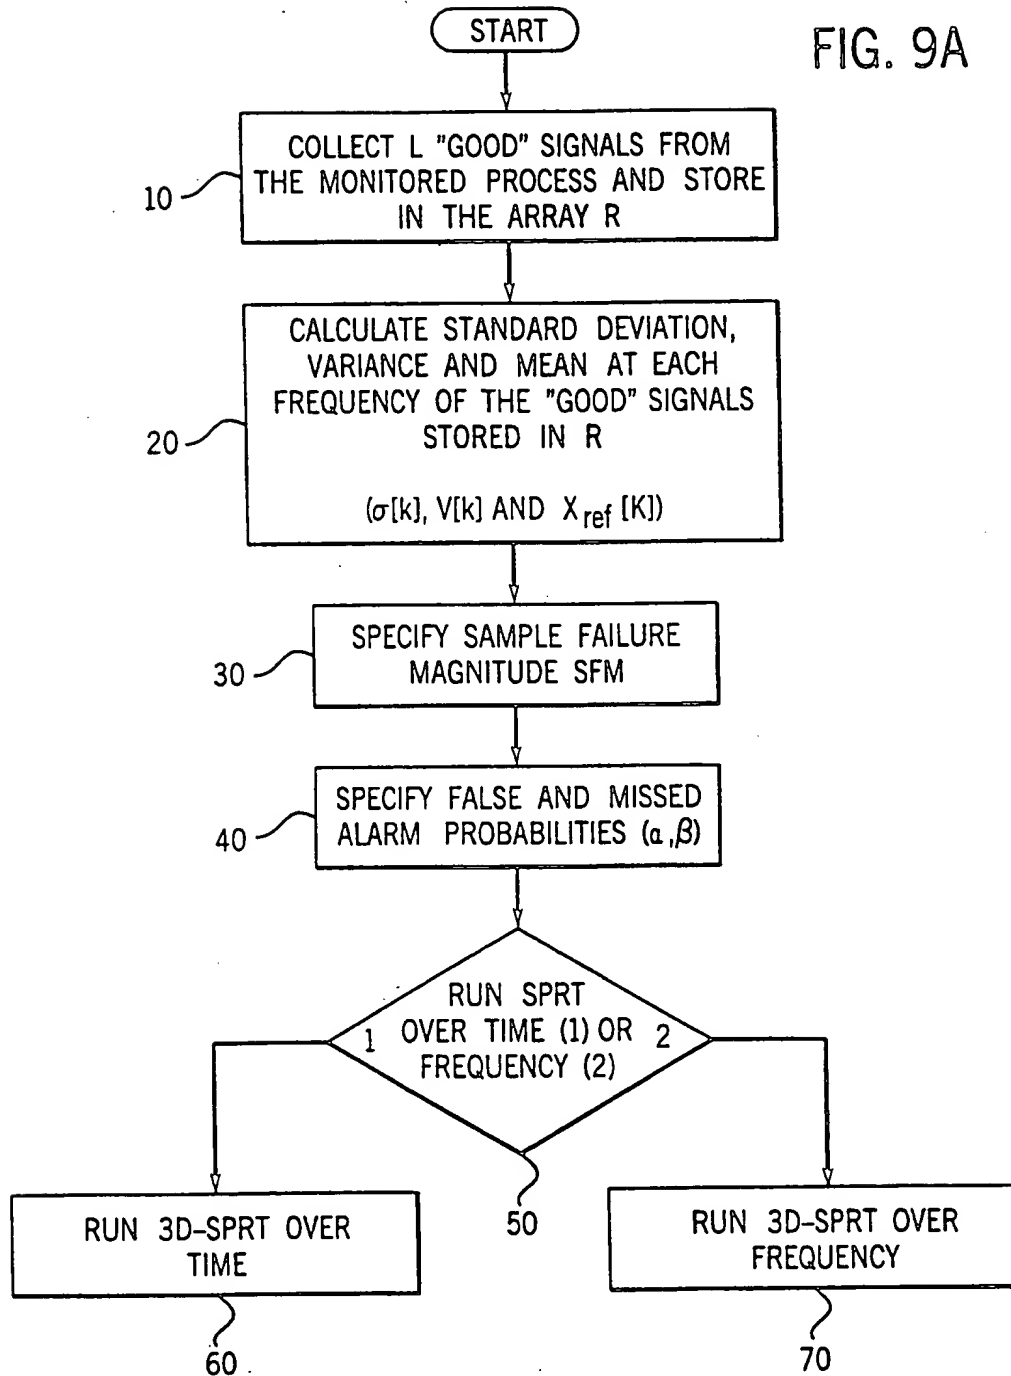 START
FIG. 9A
COLLECT L "GOOD" SIGNALS FROM
THE MONITORED PROCESS AND STORE
IN THE ARRAY R
10
CALCULATE STANDARD DEVIATION,
VARIANCE AND MEAN AT EACH
FREQUENCY OF THE "GOOD" SIGNALS
STORED IN R
(σ[k], V[k] AND Xref [K])
20
SPECIFY SAMPLE FAILURE
MAGNITUDE SFM
30
SPECIFY FALSE AND MISSED
ALARM PROBABILITIES (α,β)
40
RUN SPRT
1 OVER TIME (1) OR 2
FREQUENCY (2)
50
RUN 3D-SPRT OVER
TIME
60
RUN 3D-SPRT OVER
FREQUENCY
70